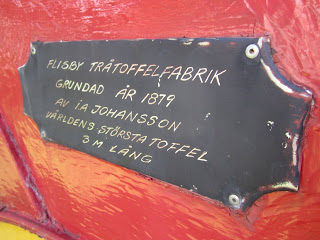 FLISBY TRÄTOFFELFABRIK
GRUNDAD ÅR 1879
AV I.A JOHANSSON
VÄRLDENS STÖRSTA TOFFEL
3 M LÅNG